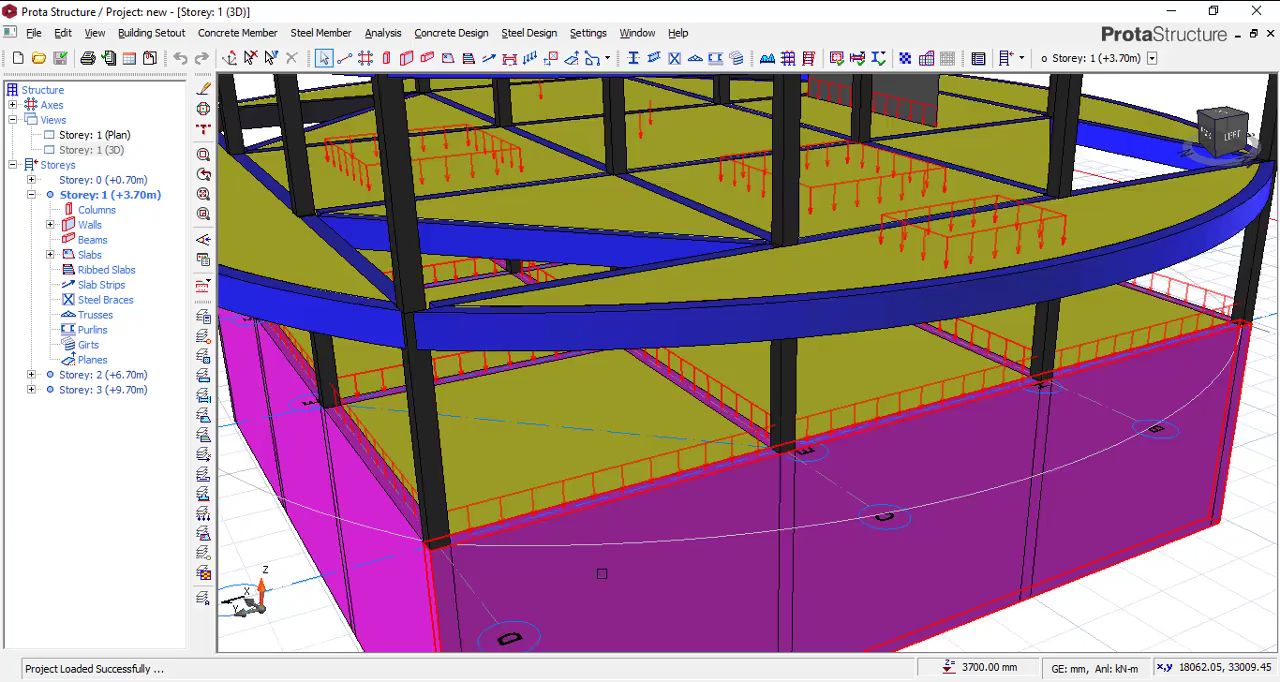 Prota Structure / Project: new - [Storey: 1 (3D)]
File Edit View Building Setout Concrete Member Steel Member Analysis Concrete Design Steel Design Settings Window Help
ProtaStructure
o Storey: 1 (+3.70m)
Structure
Axes
Views
Storey: 1 (Plan)
Storey: 1 (3D)
Storeys
Storey: 0 (+0.70m)
Storey: 1 (+3.70m)
Columns
Walls
Beams
Slabs
Ribbed Slabs
Slab Strips
Steel Braces
Trusses
Purlins
Girts
Planes
Storey: 2 (+6.70m)
Storey: 3 (+9.70m)
LEFT
E
B
D
Z
X
Y
Project Loaded Successfully ...
Z= 3700.00 mm
GE: mm, Anl: kN-m
x,y 18062.05, 33009.45